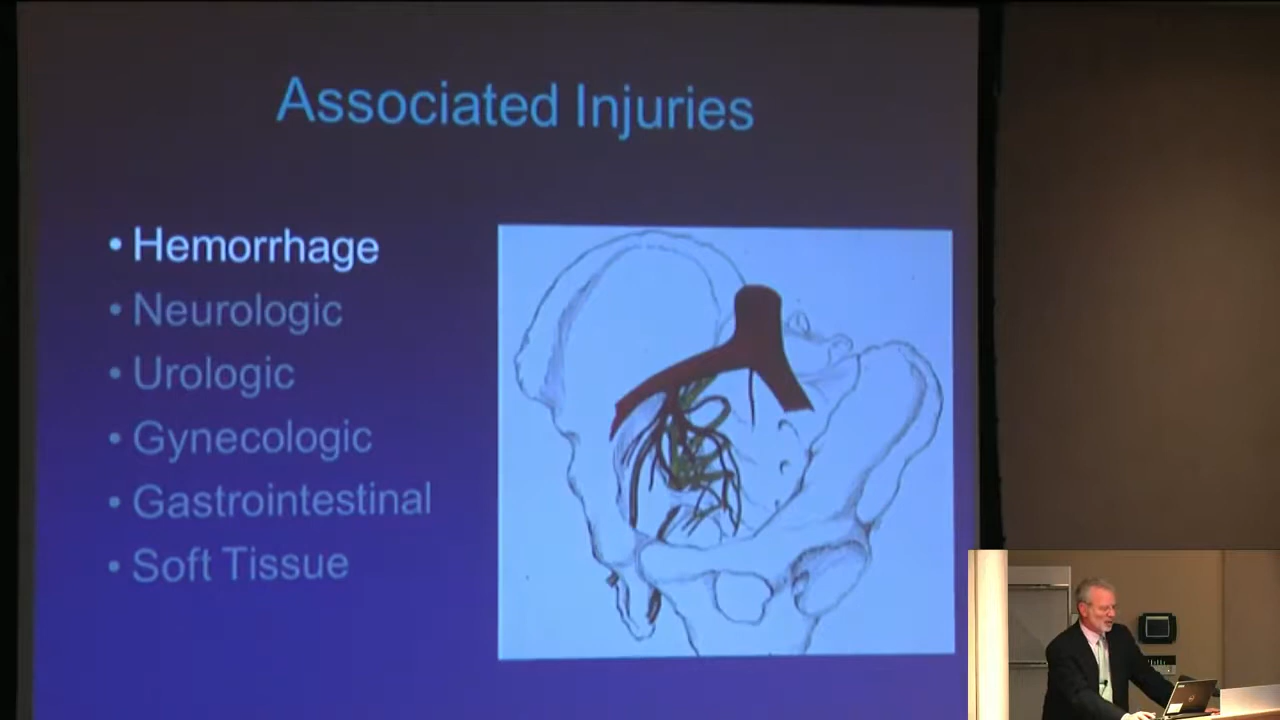 Associated Injuries
• Hemorrhage
• Neurologic
• Urologic
• Gynecologic
• Gastrointestinal
• Soft Tissue